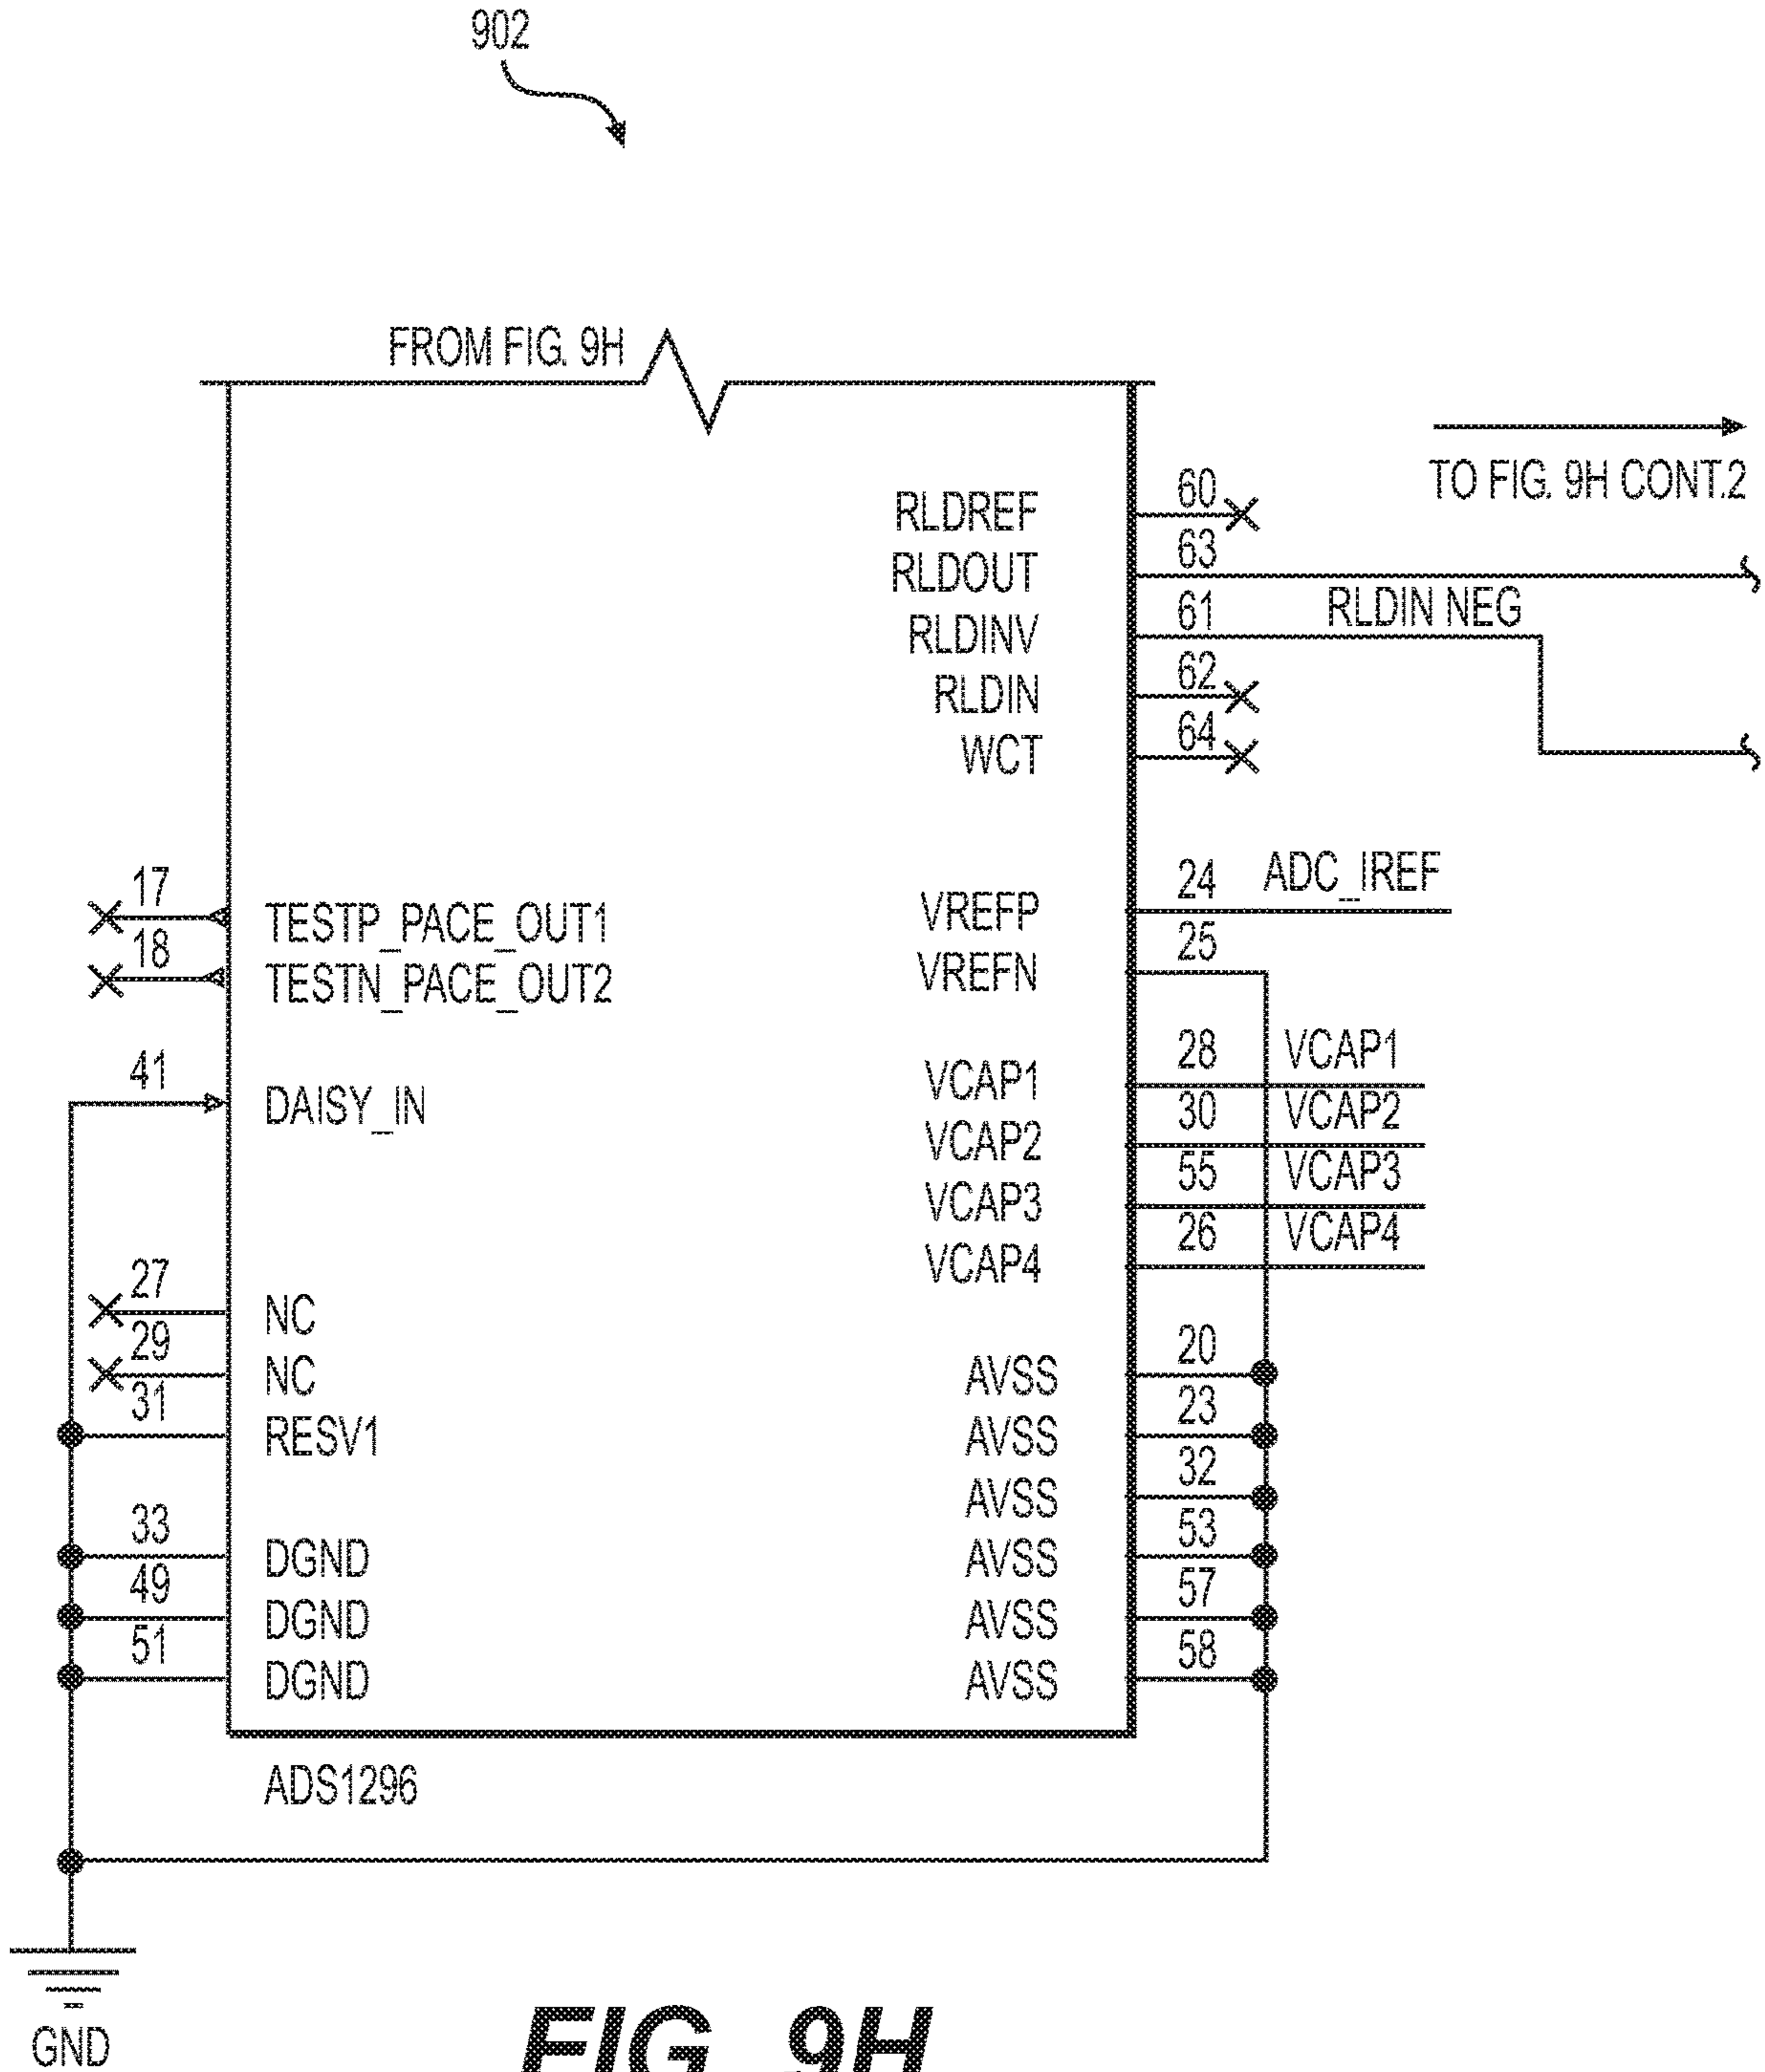 902
FROM FIG. 9H
TO FIG. 9H CONT.2
RLDREF 60
RLDOUT 63
RLDINV 61 RLDIN NEG
RLDIN 62
WCT 64
17 TESTP_PACE_OUT1
18 TESTN_PACE_OUT2
VREFP 24 ADC_IREF
VREFN 25
41 DAISY_IN
VCAP1 28 VCAP1
VCAP2 30 VCAP2
VCAP3 55 VCAP3
VCAP4 26 VCAP4
27 NC
29 NC
31 RESV1
33 DGND
49 DGND
51 DGND
AVSS 20
AVSS 23
AVSS 32
AVSS 53
AVSS 57
AVSS 58
ADS1296
GND
FIG. 9H